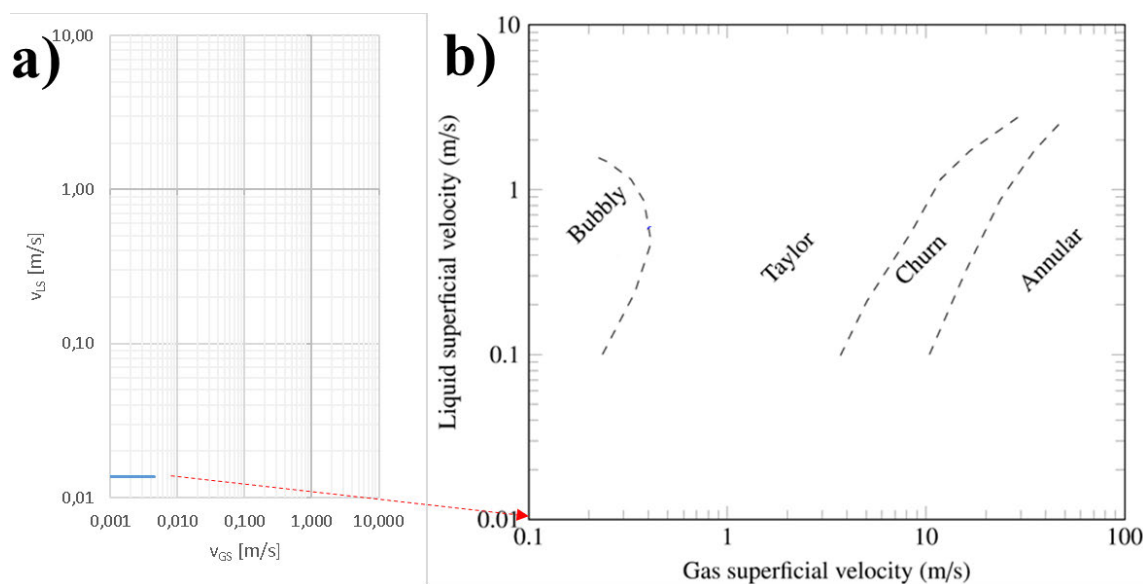 a)
10,00
1,00
0,10
0,01
v_LS [m/s]
0,001 0,010 0,100 1,000 10,000
v_GS [m/s]
b)
10
1
0.1
0.01
Liquid superficial velocity (m/s)
Bubbly
Taylor
Churn
Annular
0.1 1 10 100
Gas superficial velocity (m/s)